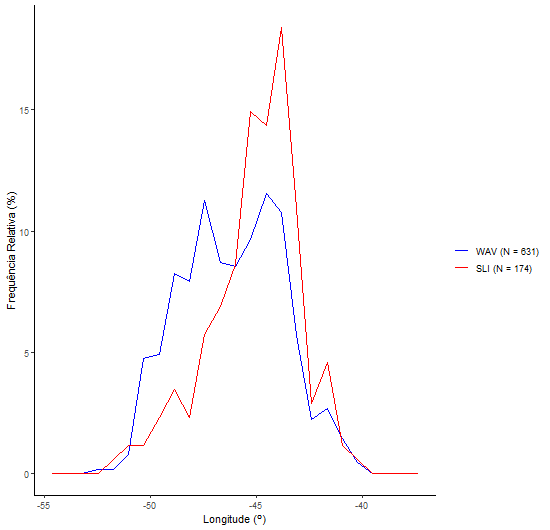 15
10
5
0
-55
-50
-45
-40
Longitude (º)
Frequência Relativa (%)
WAV (N = 631)
SLI (N = 174)